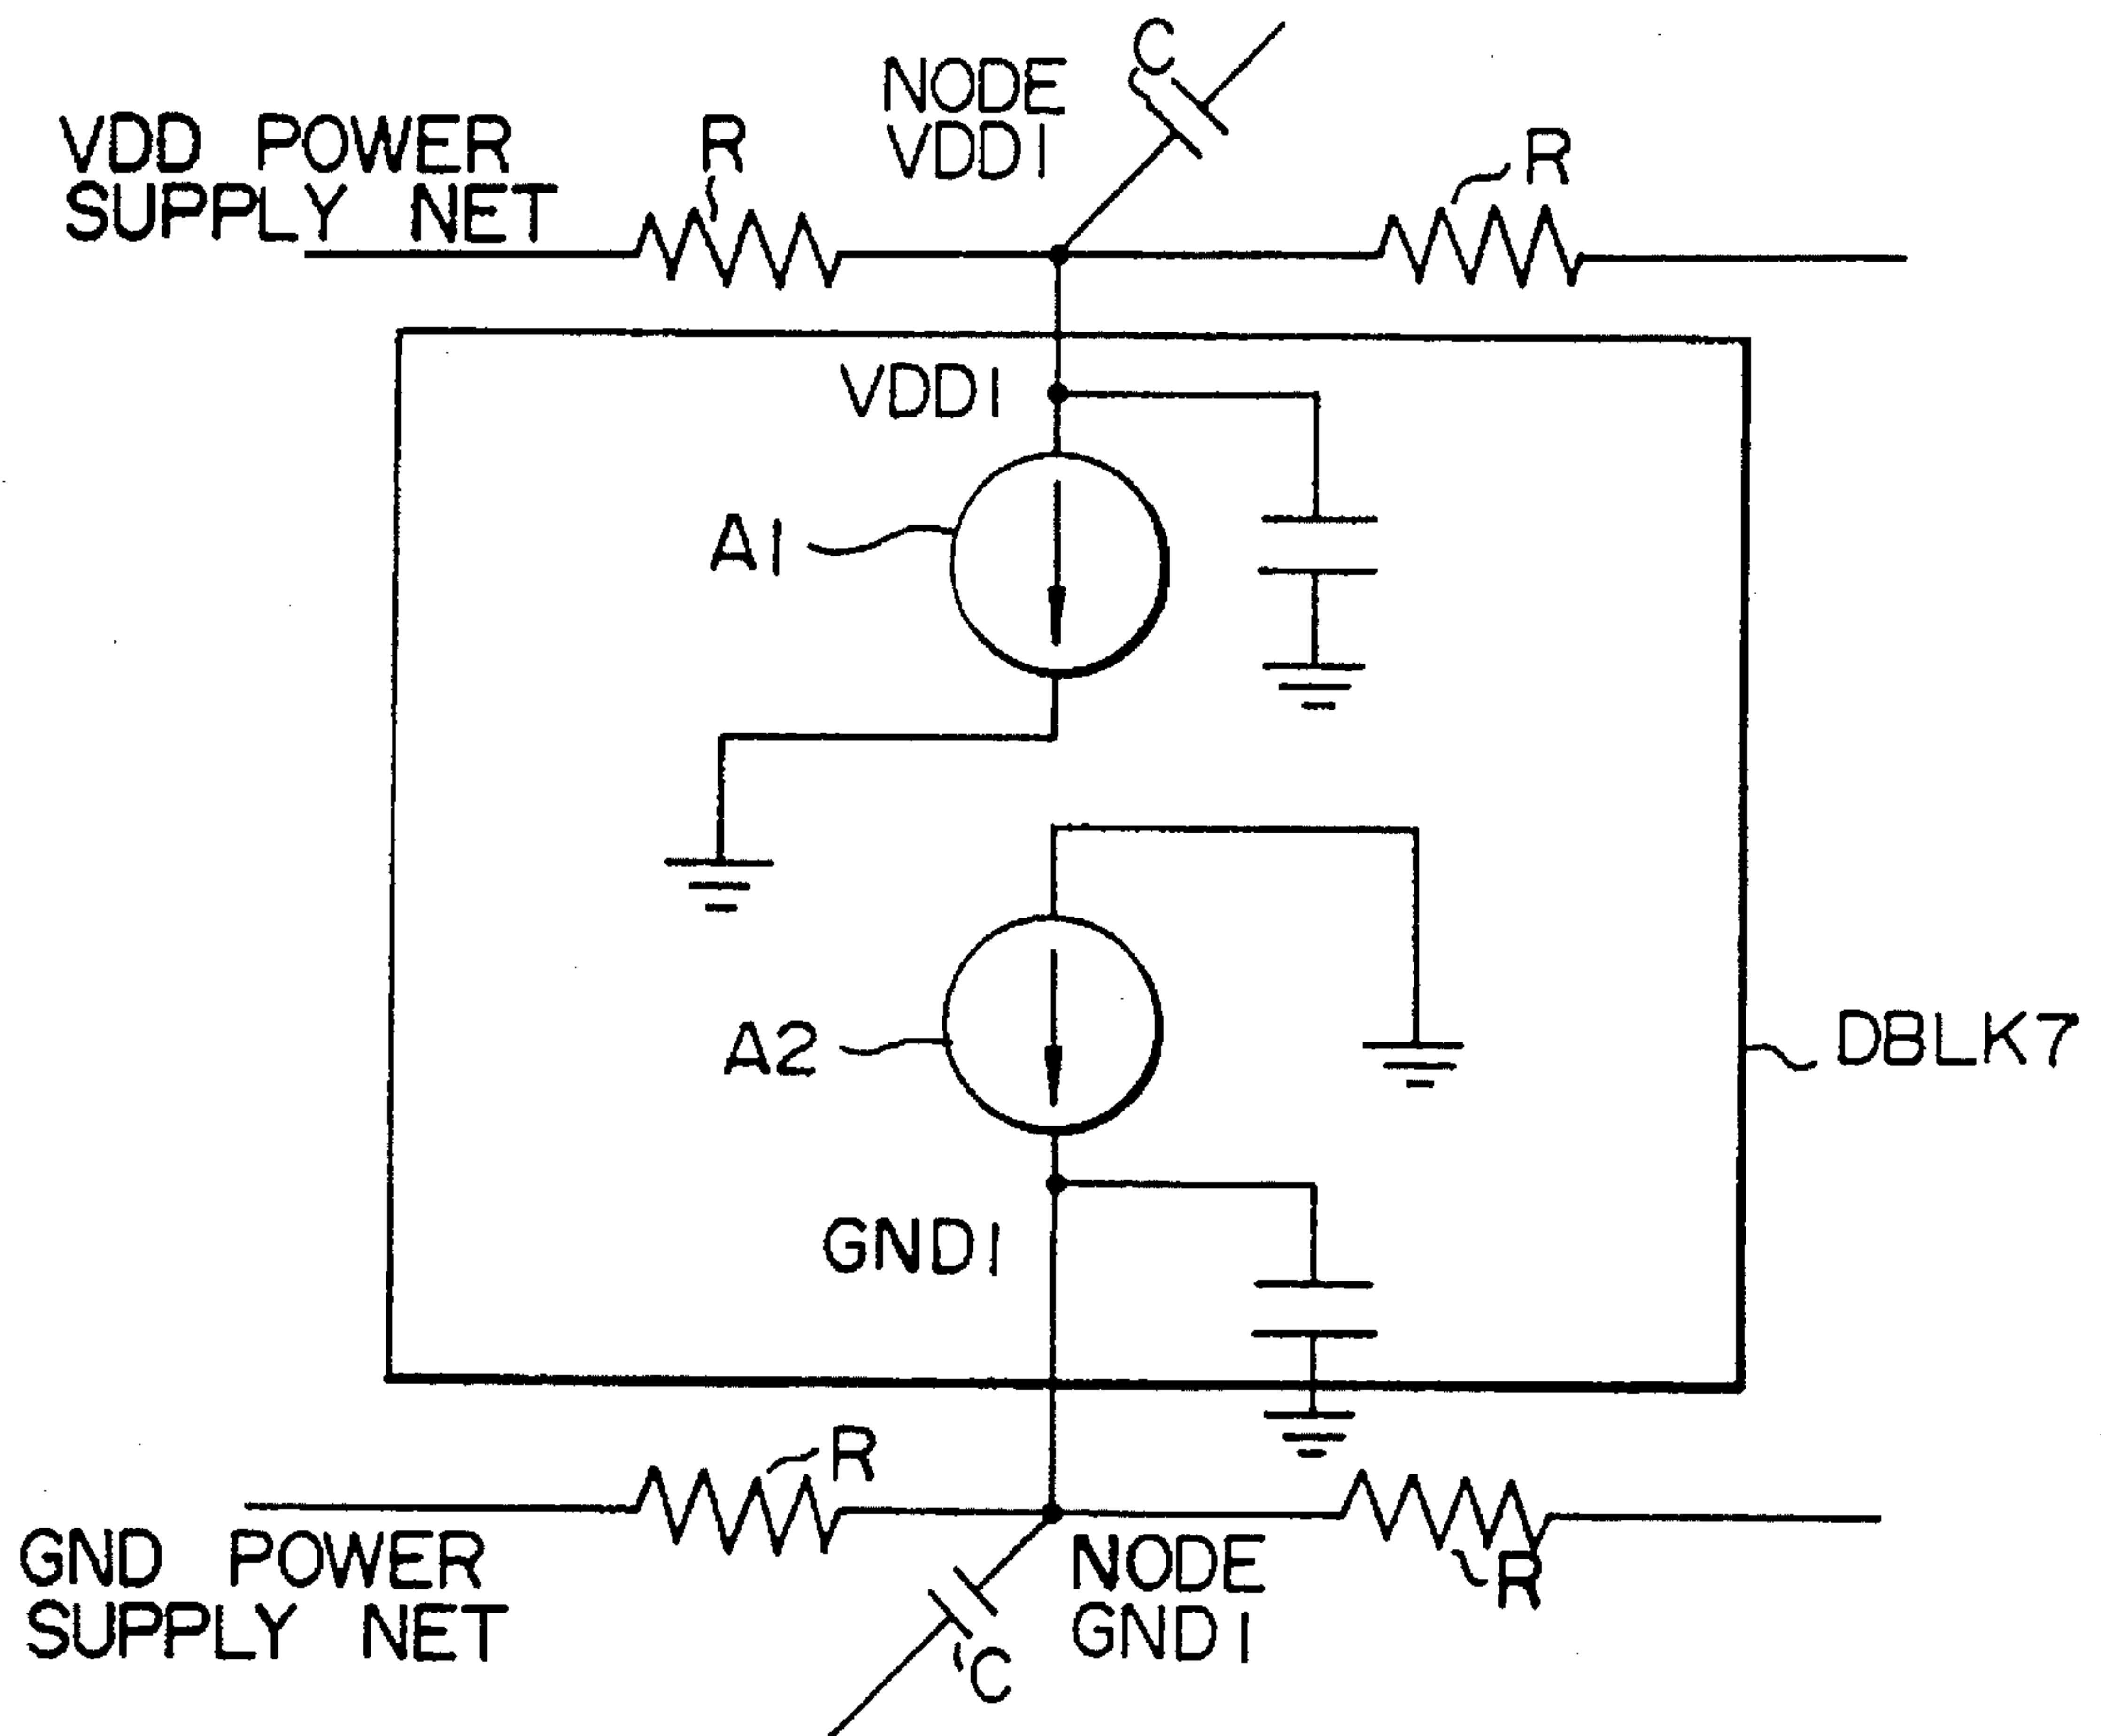 C
NODE
VDD1
VDD POWER
SUPPLY NET
R
R
VDD1
A1
A2
DBLK7
GND1
R
GND POWER
SUPPLY NET
NODE
GND1
R
C